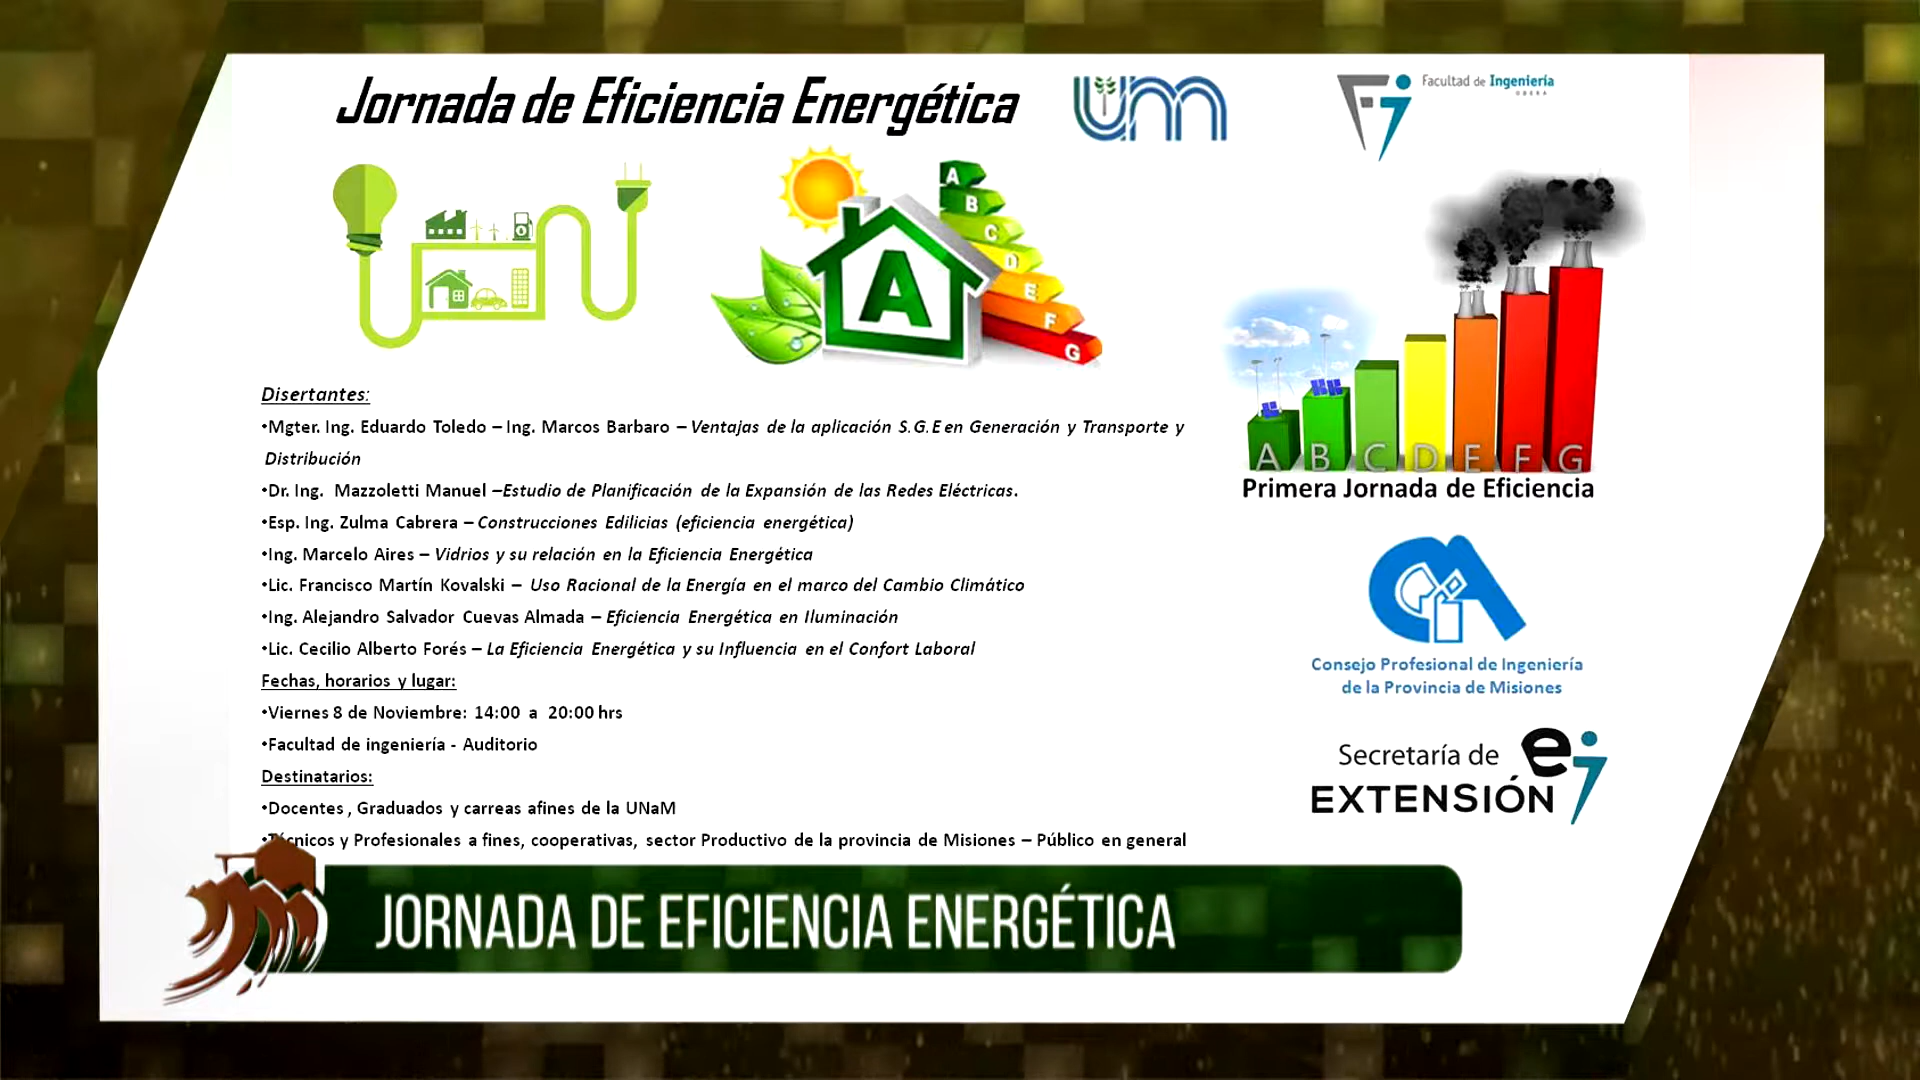 Jornada de Eficiencia Energética
um
Facultad de Ingeniería
OBERÁ
A
B
C
D
E
F
G
A
A B C D E F G
Primera Jornada de Eficiencia
Disertantes:
•Mgter. Ing. Eduardo Toledo – Ing. Marcos Barbaro – Ventajas de la aplicación S.G.E en Generación y Transporte y
Distribución
•Dr. Ing. Mazzoletti Manuel –Estudio de Planificación de la Expansión de las Redes Eléctricas.
•Esp. Ing. Zulma Cabrera – Construcciones Edilicias (eficiencia energética)
•Ing. Marcelo Aires – Vidrios y su relación en la Eficiencia Energética
•Lic. Francisco Martín Kovalski – Uso Racional de la Energía en el marco del Cambio Climático
•Ing. Alejandro Salvador Cuevas Almada – Eficiencia Energética en Iluminación
•Lic. Cecilio Alberto Forés – La Eficiencia Energética y su Influencia en el Confort Laboral
Fechas, horarios y lugar:
•Viernes 8 de Noviembre: 14:00 a 20:00 hrs
•Facultad de ingeniería - Auditorio
Destinatarios:
•Docentes , Graduados y carreas afines de la UNaM
•Técnicos y Profesionales a fines, cooperativas, sector Productivo de la provincia de Misiones – Público en general
Consejo Profesional de Ingeniería
de la Provincia de Misiones
Secretaría de
EXTENSIÓN
JORNADA DE EFICIENCIA ENERGÉTICA